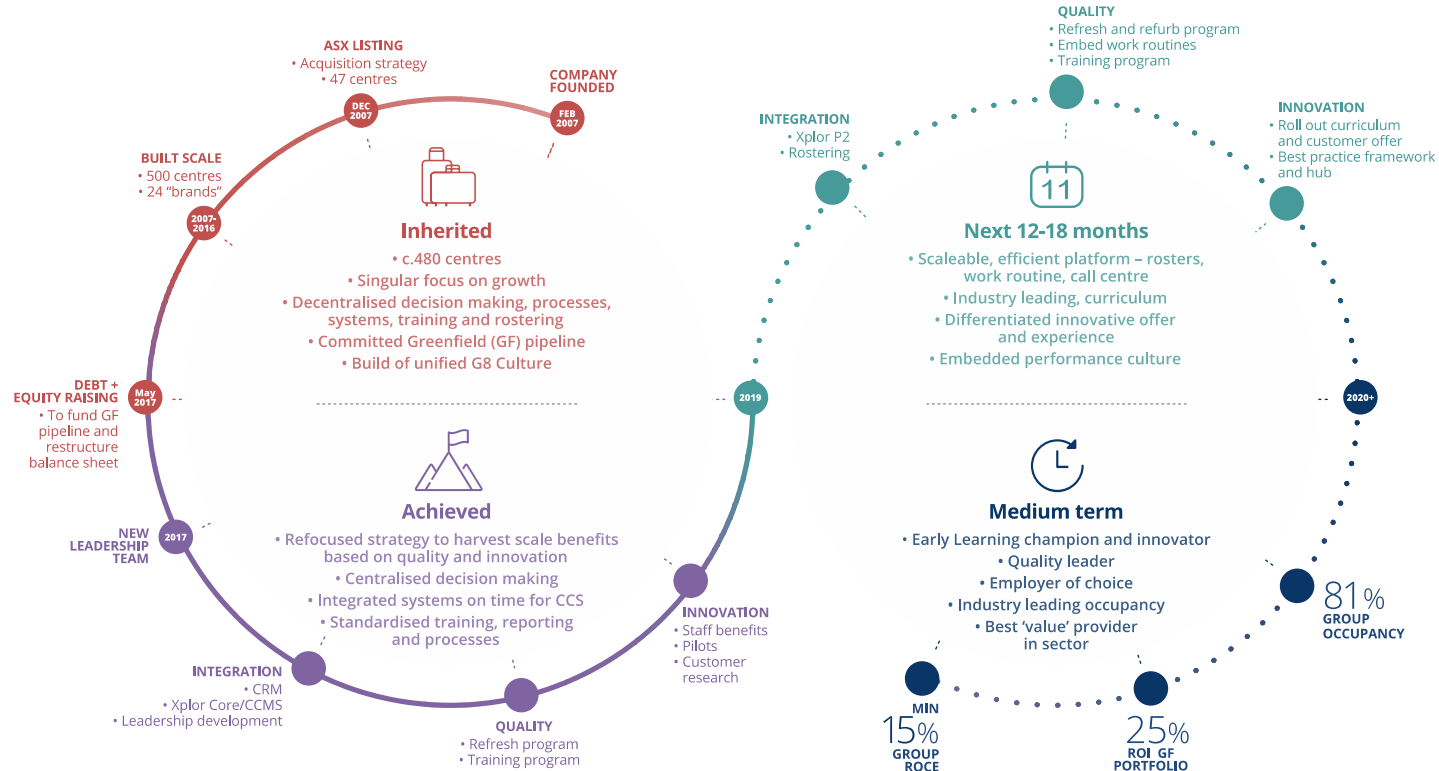 ASX LISTING
• Acquisition strategy
• 47 centres
COMPANY
FOUNDED
DEC
2007
FEB
2007
BUILT SCALE
• 500 centres
• 24 “brands”
2007-
2016
Inherited
• c.480 centres
• Singular focus on growth
• Decentralised decision making, processes,
systems, training and rostering
• Committed Greenfield (GF) pipeline
• Build of unified G8 Culture
DEBT +
EQUITY RAISING
• To fund GF
pipeline and
restructure
balance sheet
May
2017
NEW
LEADERSHIP
TEAM
2017
Achieved
• Refocused strategy to harvest scale benefits
based on quality and innovation
• Centralised decision making
• Integrated systems on time for CCS
• Standardised training, reporting
and processes
INTEGRATION
• CRM
• Xplor Core/CCMS
• Leadership development
QUALITY
• Refresh program
• Training program
INNOVATION
• Staff benefits
• Pilots
• Customer
research
2019
INTEGRATION
• Xplor P2
• Rostering
QUALITY
• Refresh and refurb program
• Embed work routines
• Training program
INNOVATION
• Roll out curriculum
and customer offer
• Best practice framework
and hub
11
Next 12-18 months
• Scaleable, efficient platform – rosters,
work routine, call centre
• Industry leading, curriculum
• Differentiated innovative offer
and experience
• Embedded performance culture
2020+
Medium term
• Early Learning champion and innovator
• Quality leader
• Employer of choice
• Industry leading occupancy
• Best ‘value’ provider
in sector
81%
GROUP
OCCUPANCY
25%
ROI GF
PORTFOLIO
MIN
15%
GROUP
ROCE